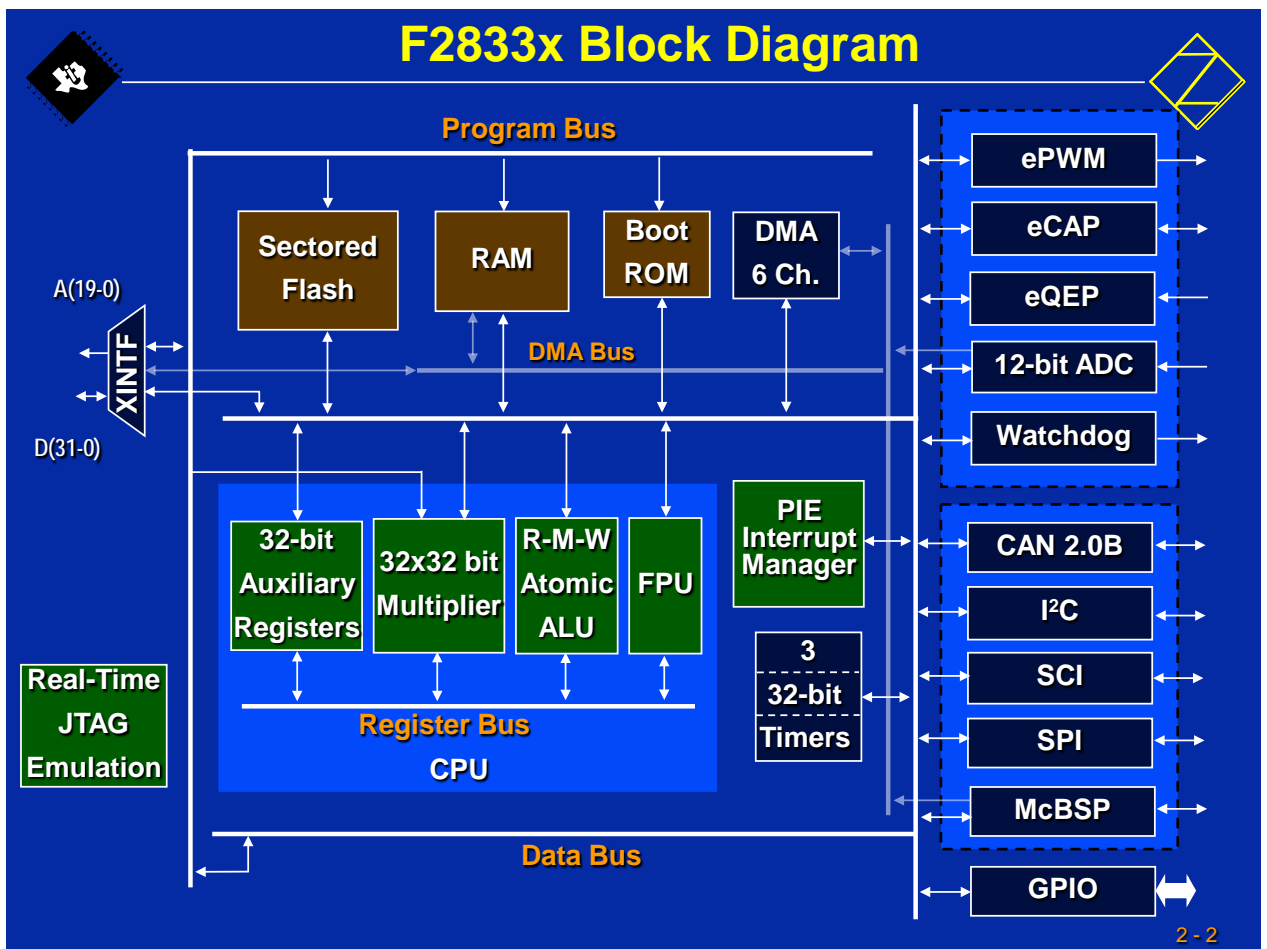 F2833x Block Diagram
Program Bus
ePWM
Sectored
Flash
RAM
Boot
ROM
DMA
6 Ch.
eCAP
eQEP
A(19-0)
XINTF
D(31-0)
DMA Bus
12-bit ADC
Watchdog
PIE
Interrupt
Manager
32-bit
Auxiliary
Registers
32x32 bit
Multiplier
R-M-W
Atomic
ALU
FPU
CAN 2.0B
I²C
3
32-bit
Timers
SCI
Real-Time
JTAG
Emulation
Register Bus
CPU
SPI
McBSP
Data Bus
GPIO
2 - 2